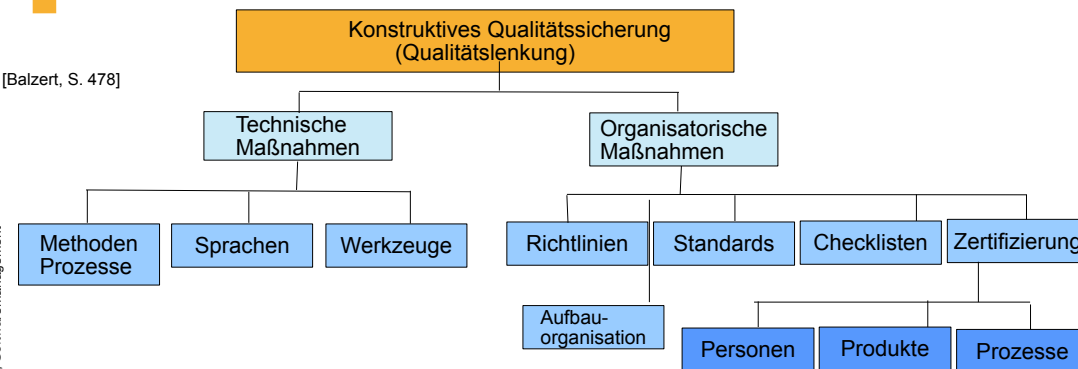 Konstruktives Qualitätssicherung
(Qualitätslenkung)
[Balzert, S. 478]
Technische
Maßnahmen
Organisatorische
Maßnahmen
Methoden
Prozesse
Sprachen
Werkzeuge
Richtlinien
Standards
Checklisten
Zertifizierung
Aufbau-
organisation
Personen
Produkte
Prozesse